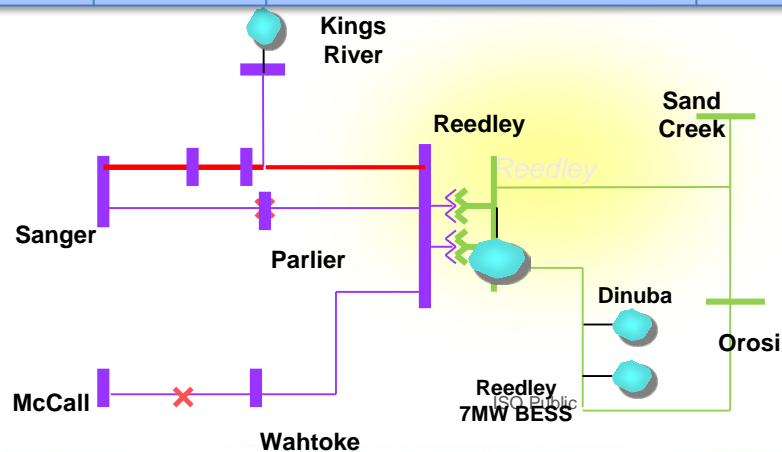 Kings
River
Sand
Creek
Reedley
Reedley
Sanger
Parlier
Dinuba
Orosi
McCall
Reedley
7MW BESS
ISO Public
Wahtoke